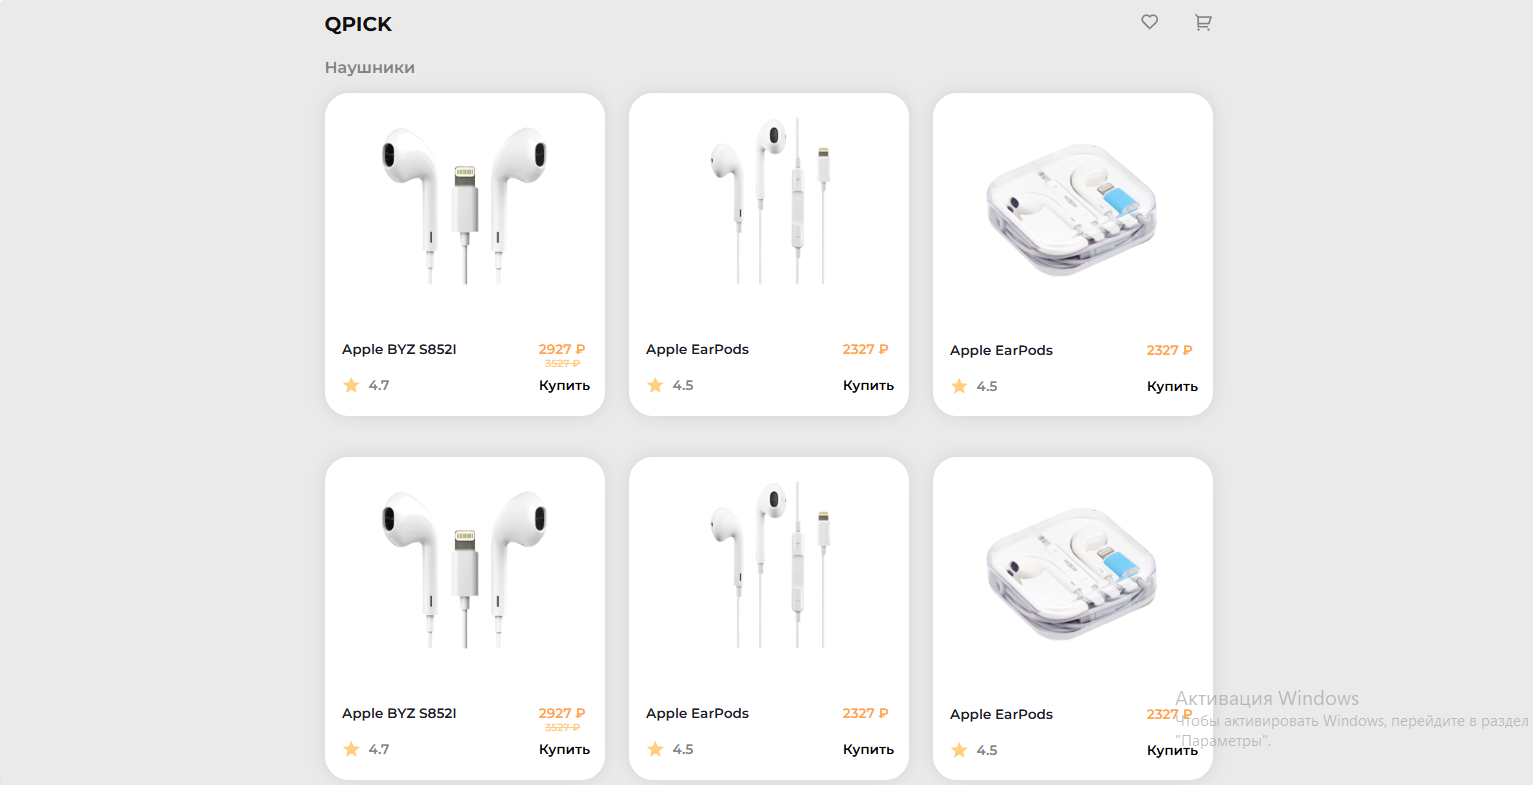 QPICK
Наушники
Apple BYZ S852I
2927 ₽
3527 ₽
4.7
Купить
Apple EarPods
2327 ₽
4.5
Купить
Apple EarPods
2327 ₽
4.5
Купить
Apple BYZ S852I
2927 ₽
3527 ₽
4.7
Купить
Apple EarPods
2327 ₽
4.5
Купить
Apple EarPods
2327 ₽
4.5
Купить
Активация Windows
Чтобы активировать Windows, перейдите в раздел
"Параметры".